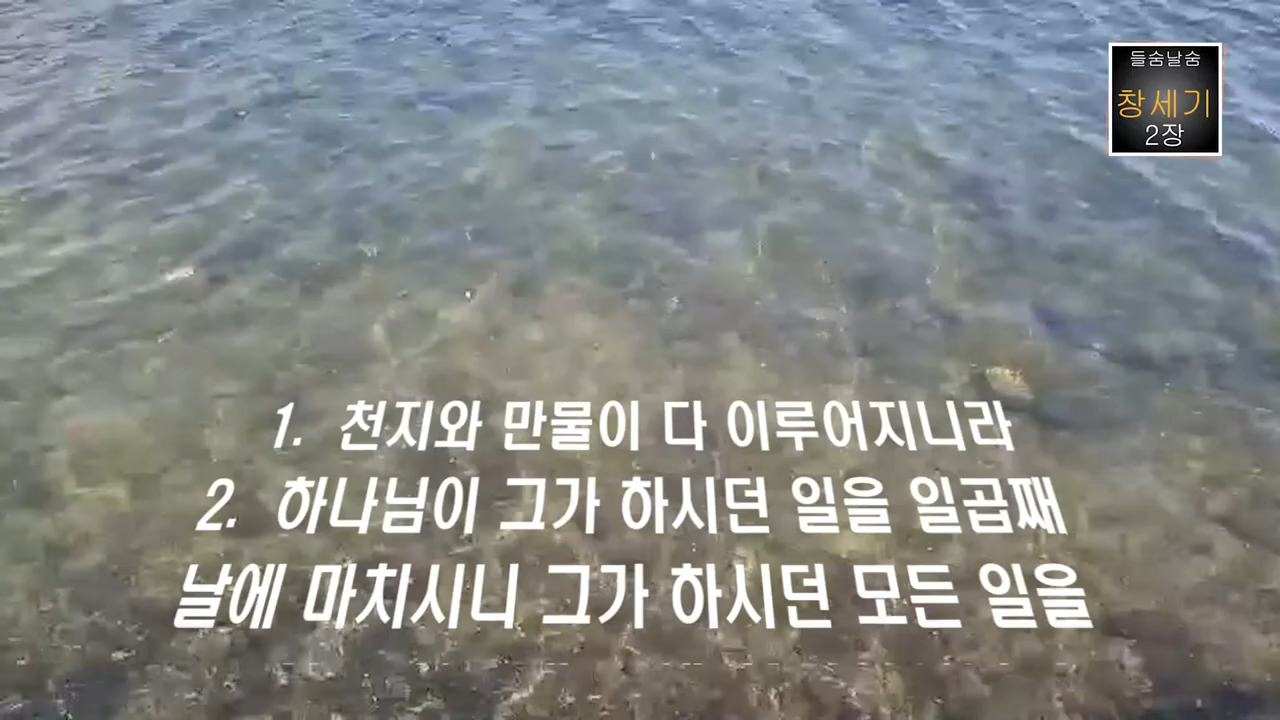 들숨날숨
창세기
2장
1. 천지와 만물이 다 이루어지니라
2. 하나님이 그가 하시던 일을 일곱째
날에 마치시니 그가 하시던 모든 일을